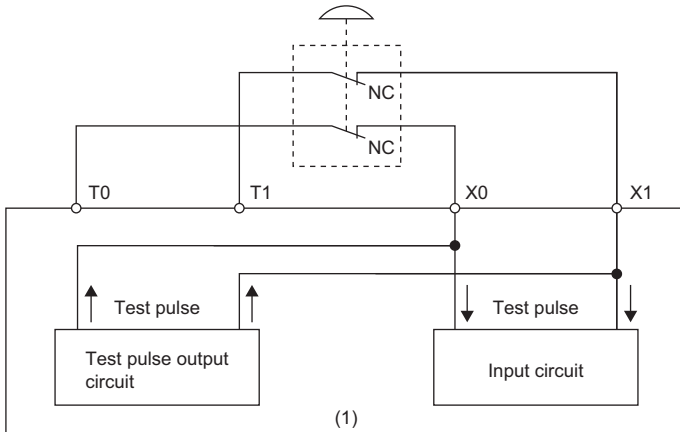 NC
NC
T0
T1
X0
X1
Test pulse
Test pulse
Test pulse output
circuit
Input circuit
(1)